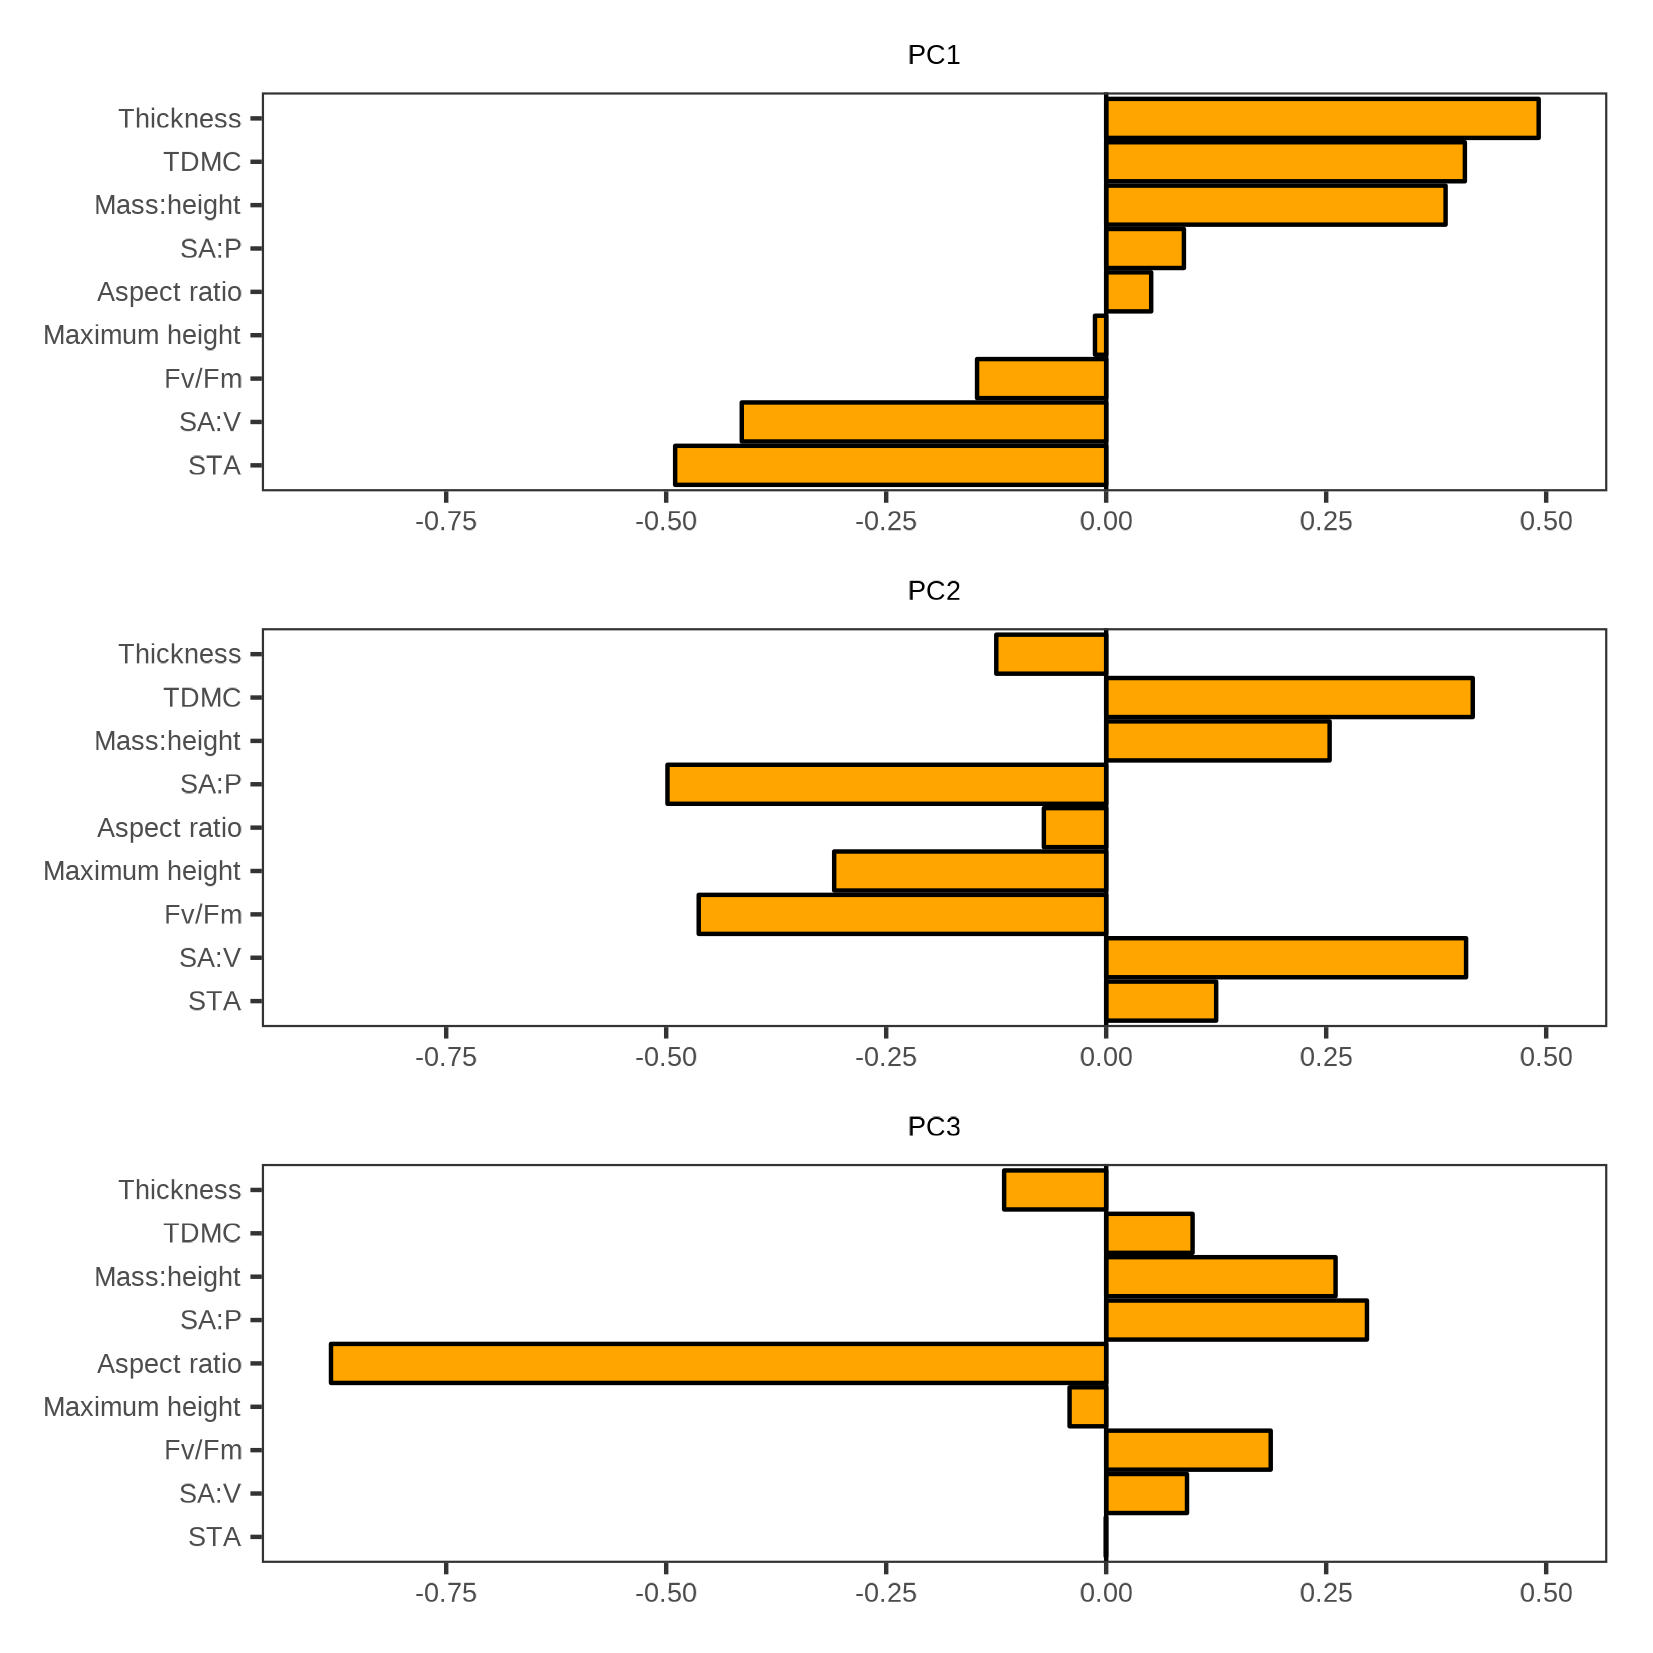 PC1
Thickness
TDMC
Mass:height
SA:P
Aspect ratio
Maximum height
Fv/Fm
SA:V
STA
-0.75 -0.50 -0.25 0.00 0.25 0.50
PC2
Thickness
TDMC
Mass:height
SA:P
Aspect ratio
Maximum height
Fv/Fm
SA:V
STA
-0.75 -0.50 -0.25 0.00 0.25 0.50
PC3
Thickness
TDMC
Mass:height
SA:P
Aspect ratio
Maximum height
Fv/Fm
SA:V
STA
-0.75 -0.50 -0.25 0.00 0.25 0.50